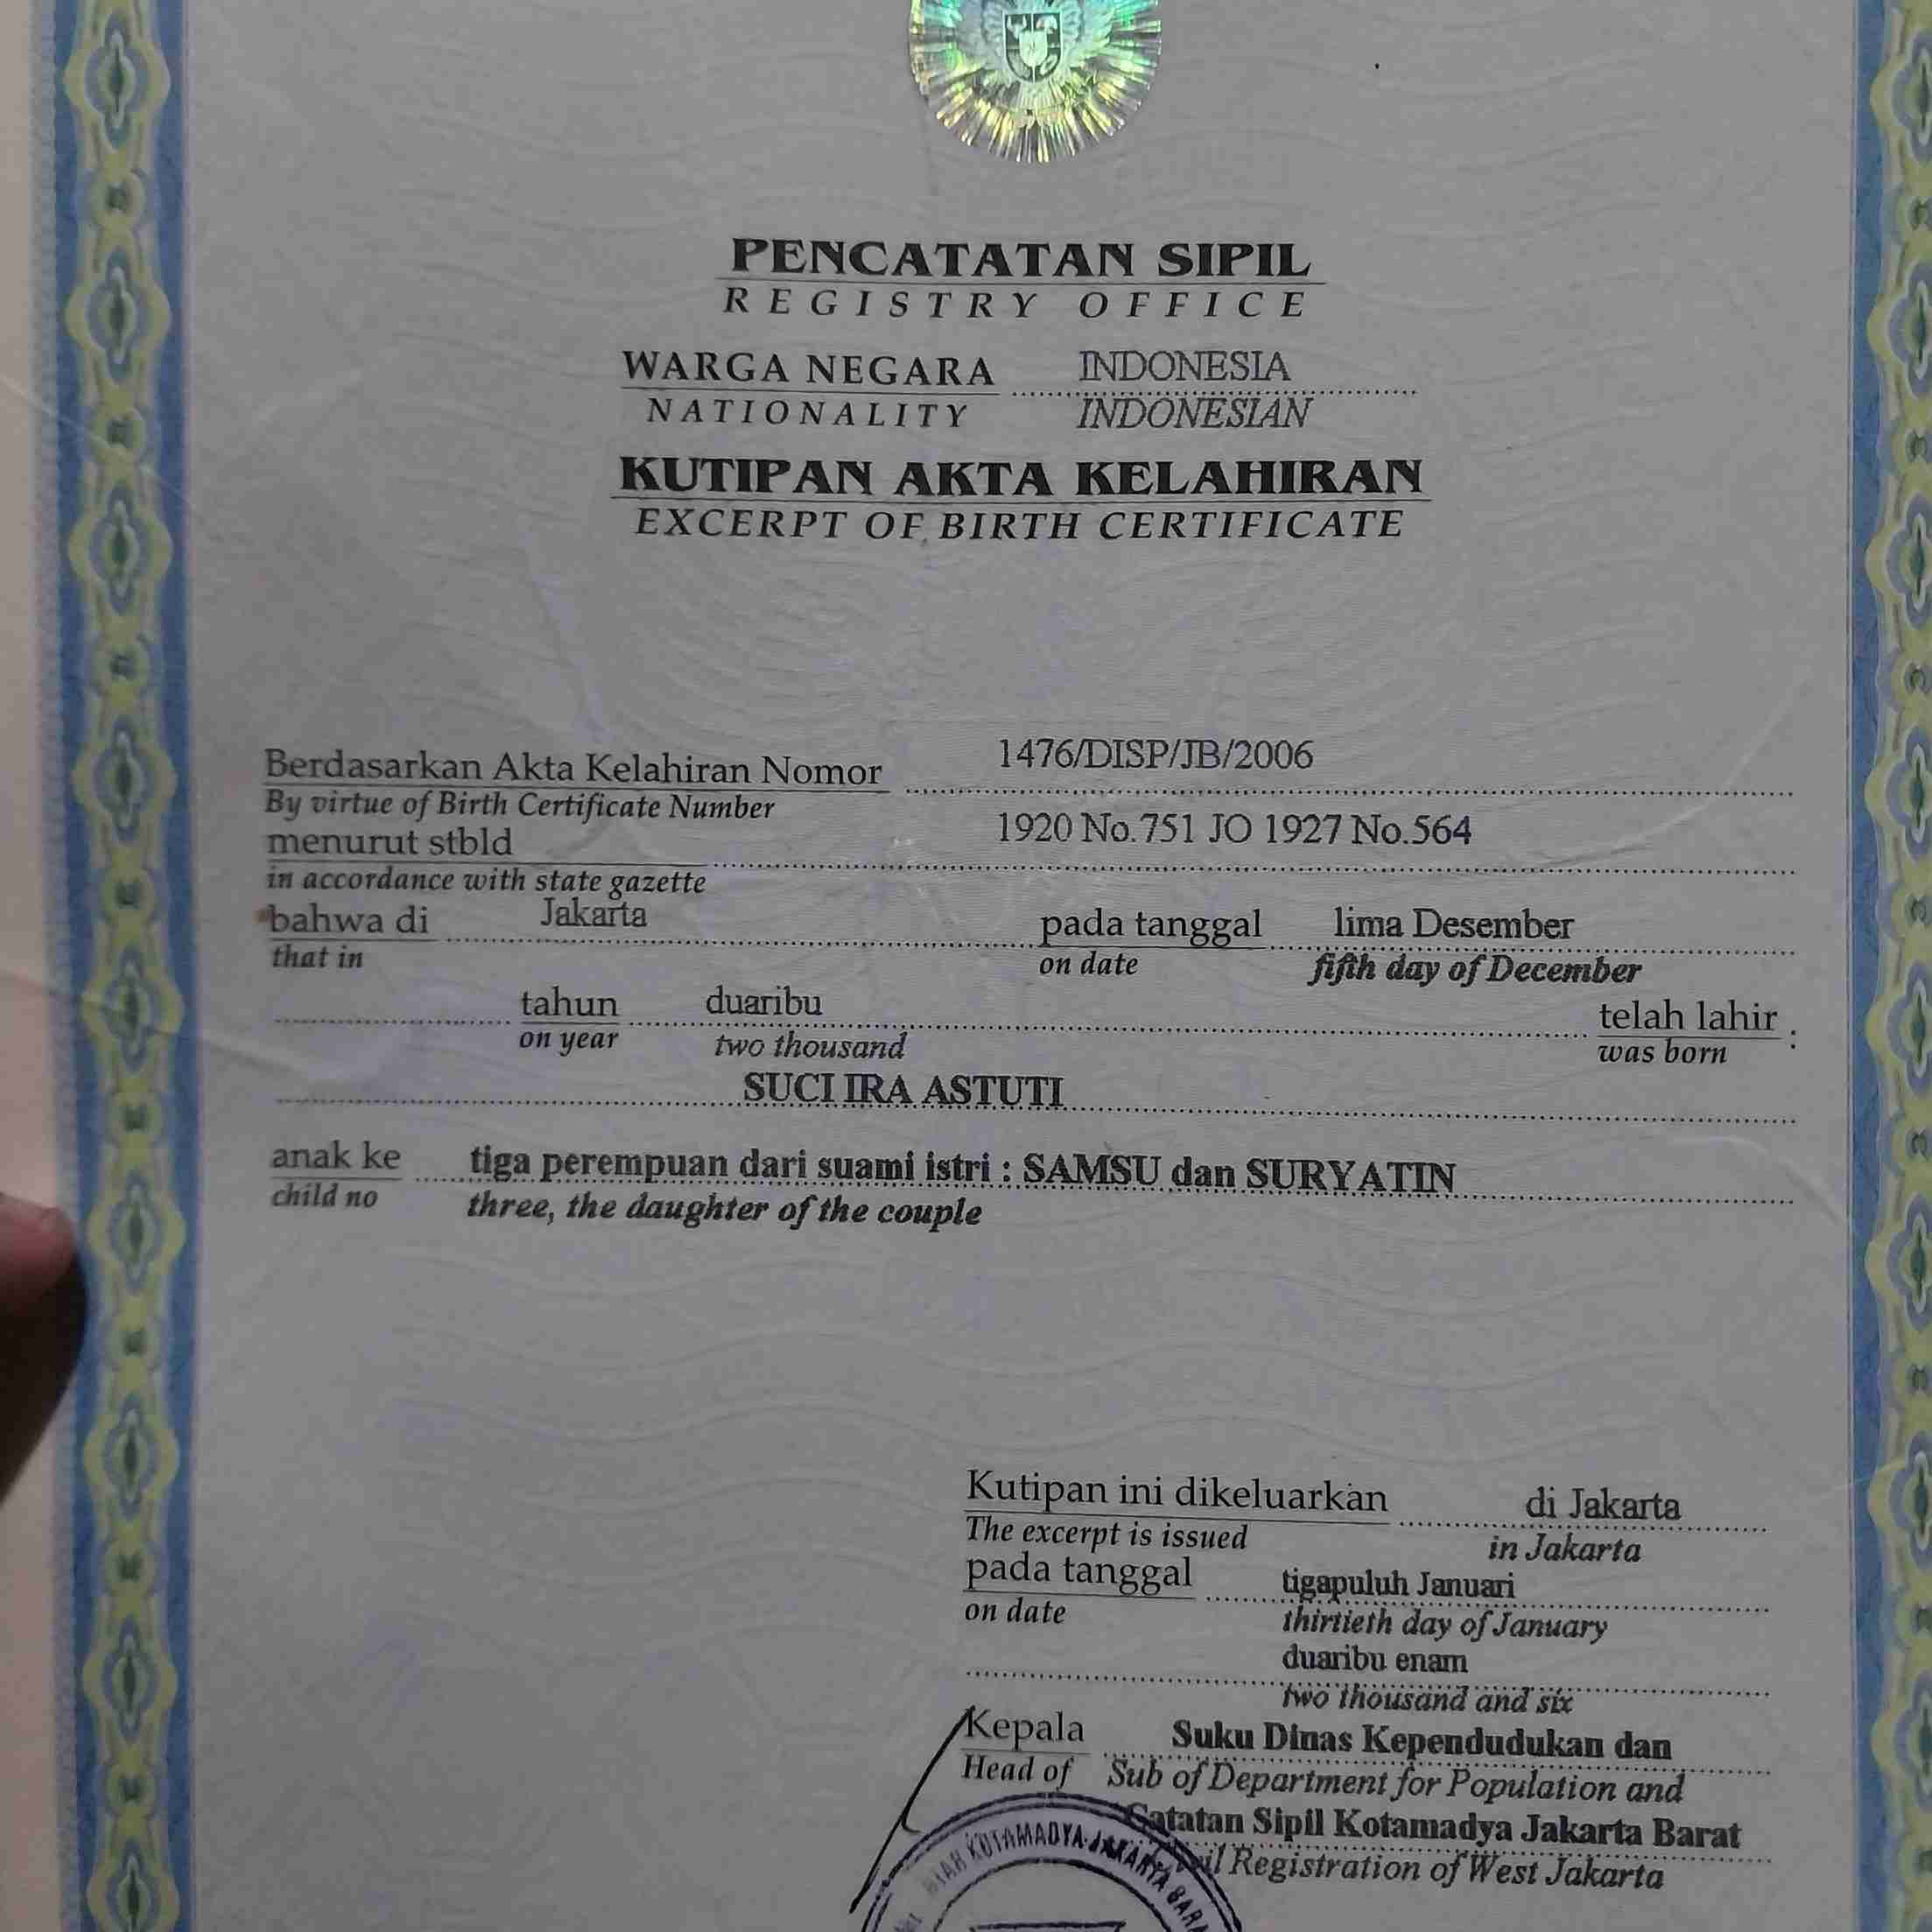 PENCATATAN SIPIL
REGISTRY OFFICE
WARGA NEGARA INDONESIA
NATIONALITY INDONESIAN
KUTIPAN AKTA KELAHIRAN
EXCERPT OF BIRTH CERTIFICATE
Berdasarkan Akta Kelahiran Nomor 1476/DISP/JB/2006
By virtue of Birth Certificate Number
menurut stbld 1920 No.751 JO 1927 No.564
in accordance with state gazette
bahwa di Jakarta pada tanggal lima Desember
that in on date fifth day of December
tahun duaribu telah lahir :
on year two thousand was born
SUCI IRA ASTUTI
anak ke tiga perempuan dari suami istri : SAMSU dan SURYATIN
child no three, the daughter of the couple
Kutipan ini dikeluarkan di Jakarta
The excerpt is issued in Jakarta
pada tanggal tigapuluh Januari
on date thirtieth day of January
duaribu enam
two thousand and six
Kepala Suku Dinas Kependudukan dan
Head of Sub of Department for Population and
Catatan Sipil Kotamadya Jakarta Barat
Civil Registration of West Jakarta
KOTAMADYA JAKARTA BARA